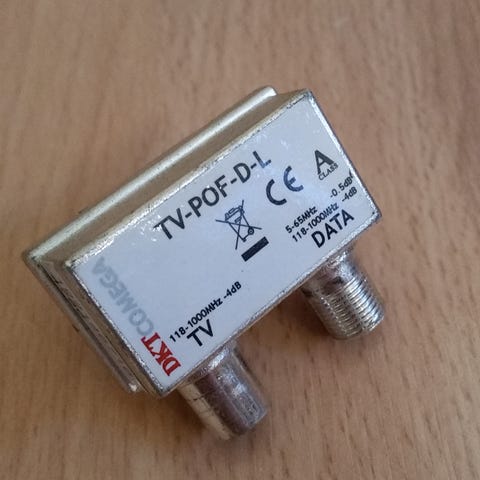 TV-POF-D-L
CE
A
CLASS
5-65MHz -0.5dB
118-1000MHz -4dB
DATA
118-1000MHz -4dB
TV
DKTCOMEGA